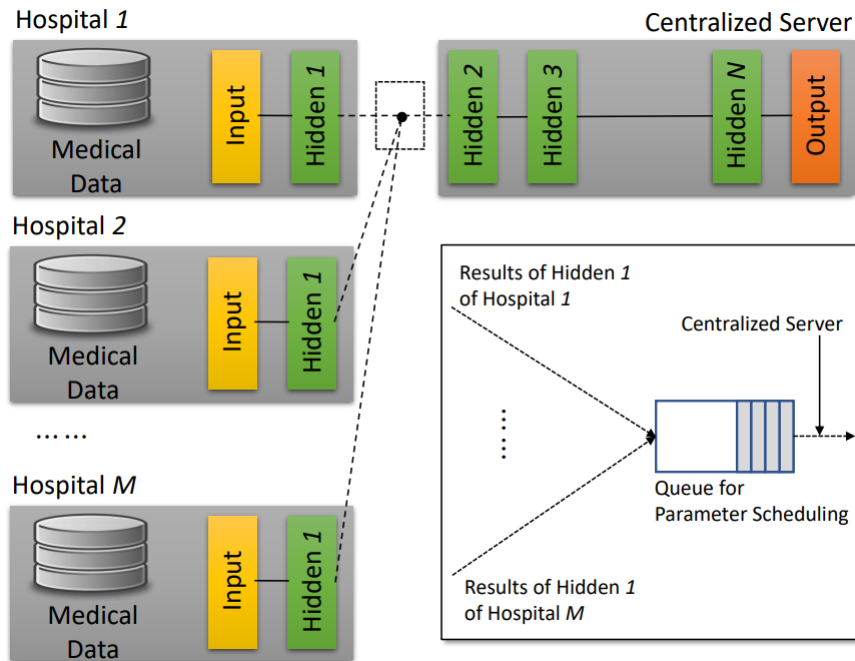 Hospital 1
Medical
Data
Input
Hidden 1
Centralized Server
Hidden 2
Hidden 3
Hidden N
Output
Hospital 2
Medical
Data
Input
Hidden 1
... ...
Hospital M
Medical
Data
Input
Hidden 1
Results of Hidden 1
of Hospital 1
... ...
Centralized Server
Queue for
Parameter Scheduling
Results of Hidden 1
of Hospital M